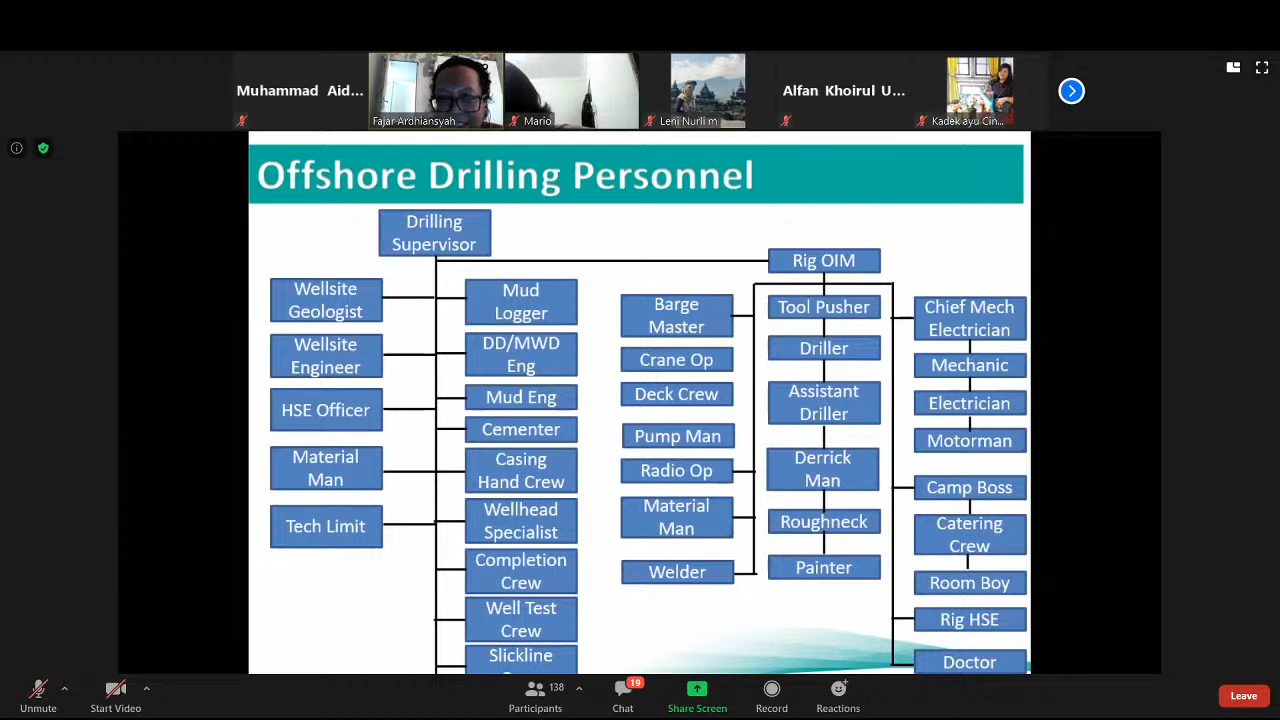 Muhammad Aid...
Fajar Ardhiansyah
Mario
Leni Nurli m
Alfan Khoirul U...
Kadek ayu Cin...
Offshore Drilling Personnel
Drilling
Supervisor
Rig OIM
Wellsite
Geologist
Wellsite
Engineer
HSE Officer
Material
Man
Tech Limit
Mud
Logger
DD/MWD
Eng
Mud Eng
Cementer
Casing
Hand Crew
Wellhead
Specialist
Completion
Crew
Well Test
Crew
Slickline
Barge
Master
Crane Op
Deck Crew
Pump Man
Radio Op
Material
Man
Welder
Tool Pusher
Driller
Assistant
Driller
Derrick
Man
Roughneck
Painter
Chief Mech
Electrician
Mechanic
Electrician
Motorman
Camp Boss
Catering
Crew
Room Boy
Rig HSE
Doctor
Unmute
Start Video
138
Participants
19
Chat
Share Screen
Record
Reactions
Leave